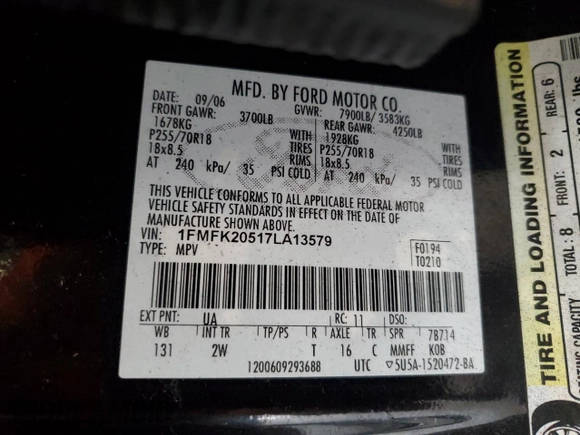 MFD. BY FORD MOTOR CO.
DATE: 09/06 GVWR: 7900LB/ 3583KG
FRONT GAWR: 3700LB REAR GAWR: 4250LB
1678KG WITH 1928KG WITH
P255/70R18 TIRES P255/70R18 TIRES
18x8.5 RIMS 18x8.5 RIMS
AT 240 kPa/ 35 PSI COLD AT 240 kPa/ 35 PSI COLD
THIS VEHICLE CONFORMS TO ALL APPLICABLE FEDERAL MOTOR
VEHICLE SAFETY STANDARDS IN EFFECT ON THE DATE OF
MANUFACTURE SHOWN ABOVE.
VIN: 1FMFK20517LA13579
TYPE: MPV
F0194
T0210
EXT PNT: UA RC: 11 DSO:
WB INT TR TP/PS R AXLE TR SPR 7B714
131 2W T 16 C MMFF K0B
1200609293688 UTC ▽5U5A-1520472-BA
TIRE AND LOADING INFORMATION
TOTAL: 8 FRONT: 2 REAR: 6